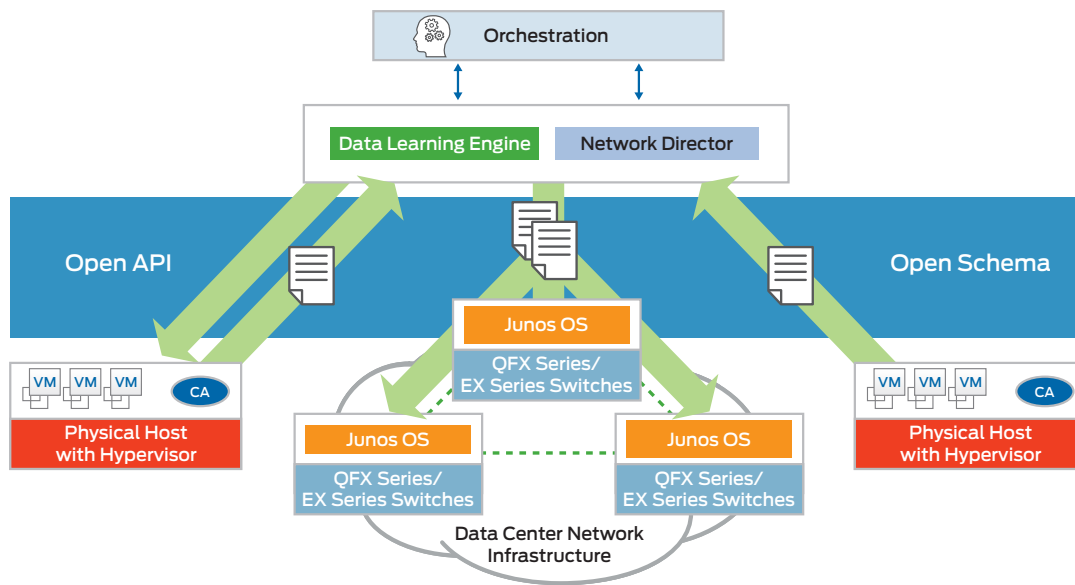 Orchestration
Data Learning Engine
Network Director
Open API
Open Schema
Junos OS
QFX Series/
EX Series Switches
VM VM VM
CA
Physical Host
with Hypervisor
VM VM VM
CA
Physical Host
with Hypervisor
Junos OS
QFX Series/
EX Series Switches
Junos OS
QFX Series/
EX Series Switches
Data Center Network
Infrastructure